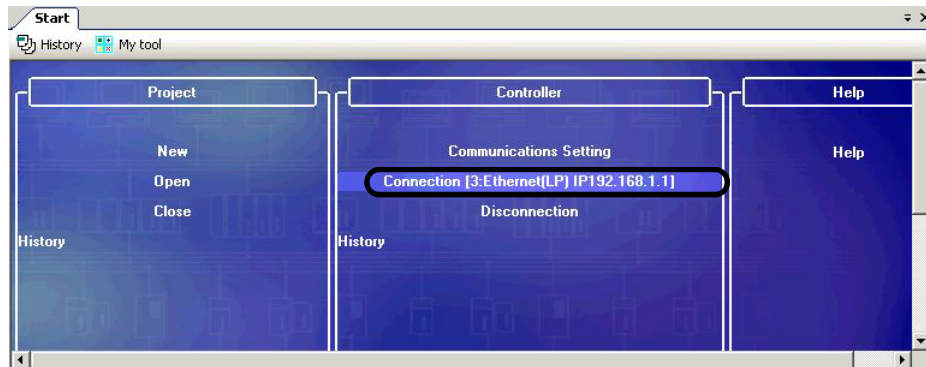 Start
History My tool
Project
New
Open
Close
History
Controller
Communications Setting
Connection [3:Ethernet(LP) IP192.168.1.1]
Disconnection
History
Help
Help